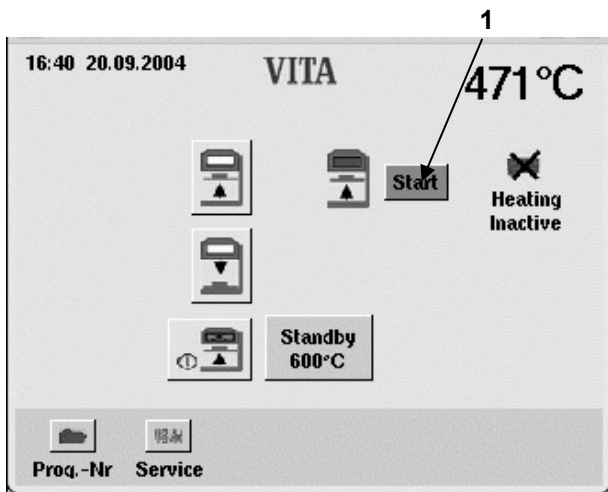 1
16:40 20.09.2004
VITA
471°C
Start
Heating
Inactive
Standby
600°C
Prog.-Nr
Service